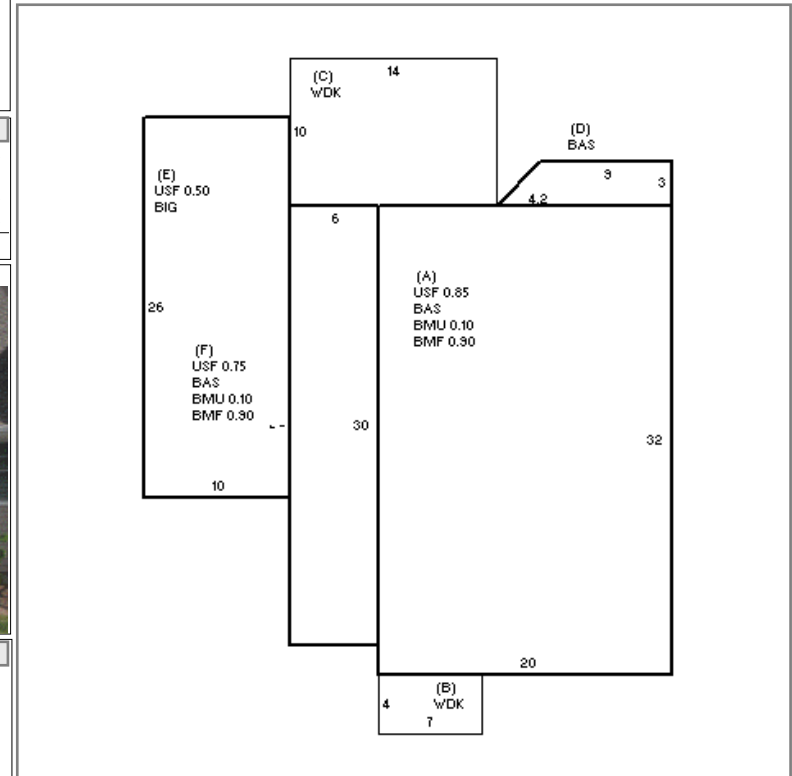 (C)
WDK
14
10
(D)
BAS
9
3
4.2
(E)
USF 0.50
BIG
6
(A)
USF 0.85
BAS
BMU 0.10
BMF 0.90
26
(F)
USF 0.75
BAS
BMU 0.10
BMF 0.90
30
32
10
20
(B)
WDK
4
7